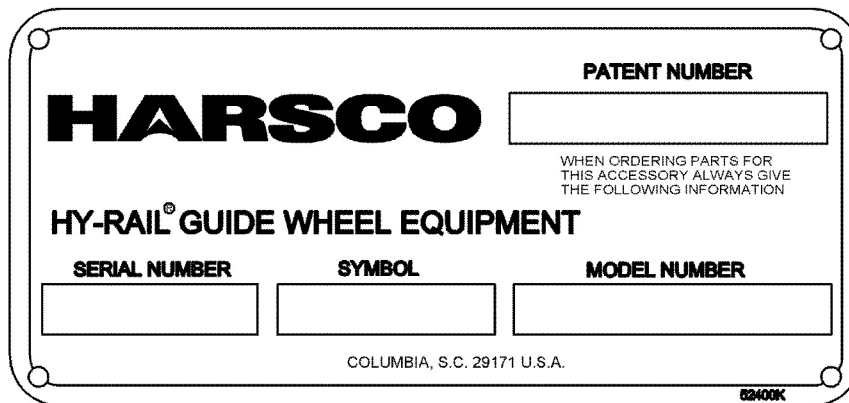 HARSCO
PATENT NUMBER
WHEN ORDERING PARTS FOR
THIS ACCESSORY ALWAYS GIVE
THE FOLLOWING INFORMATION
HY-RAIL® GUIDE WHEEL EQUIPMENT
SERIAL NUMBER
SYMBOL
MODEL NUMBER
COLUMBIA, S.C. 29171 U.S.A.
52400K